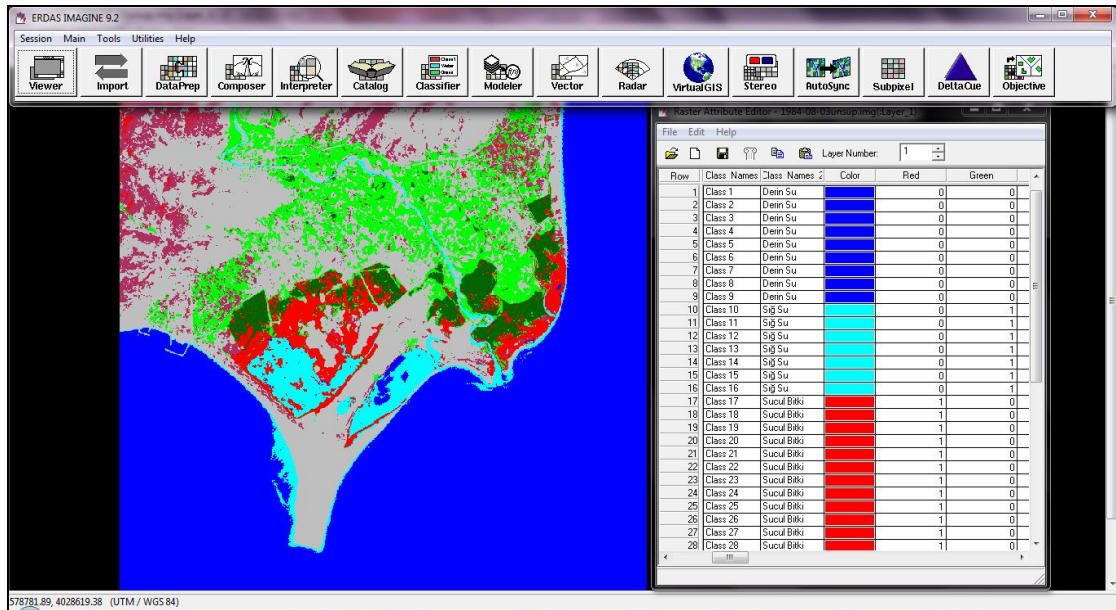 ERDAS IMAGINE 9.2
Session Main Tools Utilities Help
Viewer Import DataPrep Composer Interpreter Catalog Classifier Modeler Vector Radar VirtualGIS Stereo AutoSync Subpixel DeltaCue Objective
Raster Attribute Editor - 1984-08-03unsup.img(:Layer_1)
File Edit Help
Layer Number: 1
Row Class Names Class Names 2 Color Red Green
1 Class 1 Derin Su 0 0
2 Class 2 Derin Su 0 0
3 Class 3 Derin Su 0 0
4 Class 4 Derin Su 0 0
5 Class 5 Derin Su 0 0
6 Class 6 Derin Su 0 0
7 Class 7 Derin Su 0 0
8 Class 8 Derin Su 0 0
9 Class 9 Derin Su 0 0
10 Class 10 Sığ Su 0 1
11 Class 11 Sığ Su 0 1
12 Class 12 Sığ Su 0 1
13 Class 13 Sığ Su 0 1
14 Class 14 Sığ Su 0 1
15 Class 15 Sığ Su 0 1
16 Class 16 Sığ Su 0 1
17 Class 17 Sucul Bitki 1 0
18 Class 18 Sucul Bitki 1 0
19 Class 19 Sucul Bitki 1 0
20 Class 20 Sucul Bitki 1 0
21 Class 21 Sucul Bitki 1 0
22 Class 22 Sucul Bitki 1 0
23 Class 23 Sucul Bitki 1 0
24 Class 24 Sucul Bitki 1 0
25 Class 25 Sucul Bitki 1 0
26 Class 26 Sucul Bitki 1 0
27 Class 27 Sucul Bitki 1 0
28 Class 28 Sucul Bitki 1 0
578781.89, 4028619.38 (UTM / WGS 84)